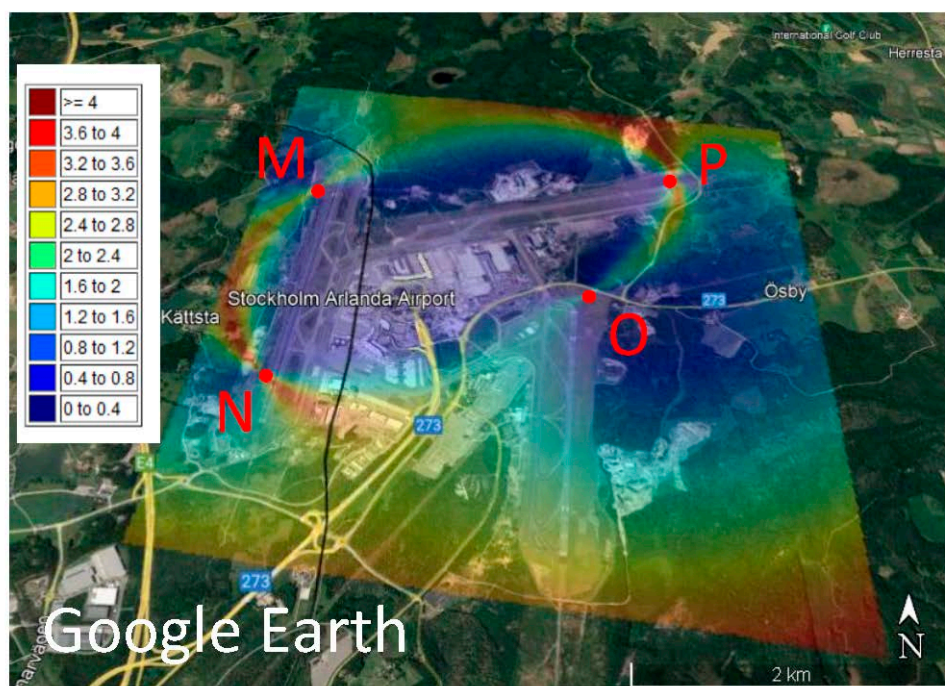 International Golf Club
Herresta
>= 4
3.6 to 4
3.2 to 3.6
2.8 to 3.2
2.4 to 2.8
2 to 2.4
1.6 to 2
1.2 to 1.6
0.8 to 1.2
0.4 to 0.8
0 to 0.4
M
P
Stockholm Arlanda Airport
Kättsta
273
Ösby
O
N
273
E4
273
Google Earth
N
2 km